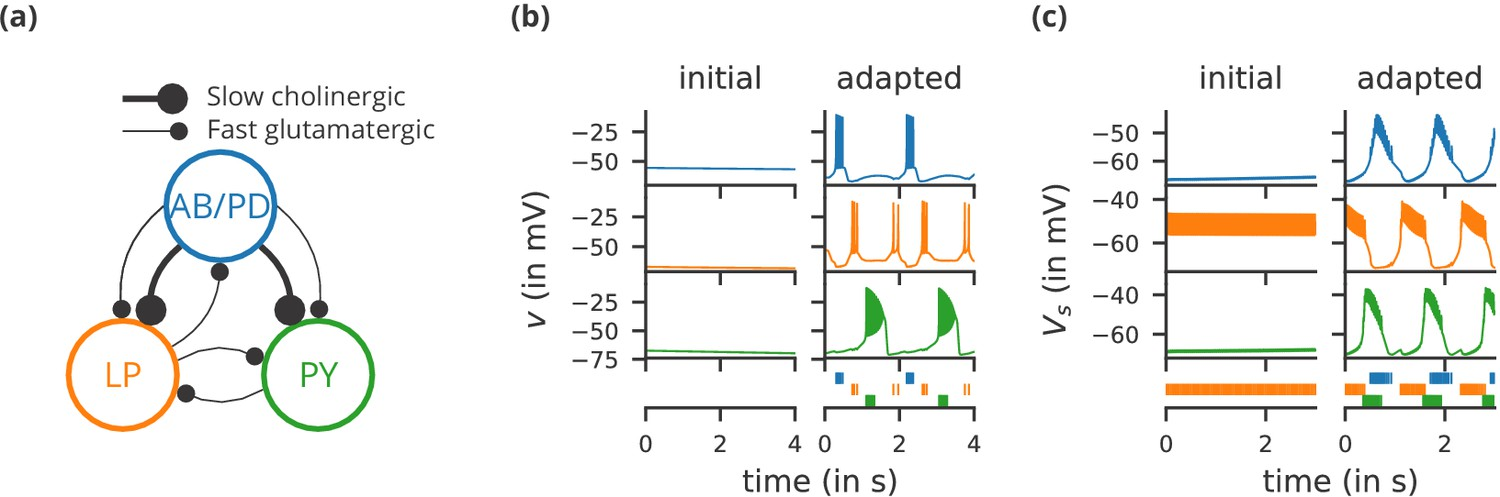 (a)
Slow cholinergic
Fast glutamatergic
AB/PD
LP
PY
(b)
initial
adapted
v (in mV)
−25
−50
−25
−50
−25
−50
−75
0
2
4
0
2
4
time (in s)
(c)
initial
adapted
Vs (in mV)
−50
−60
−40
−60
−40
−60
0
2
0
2
time (in s)